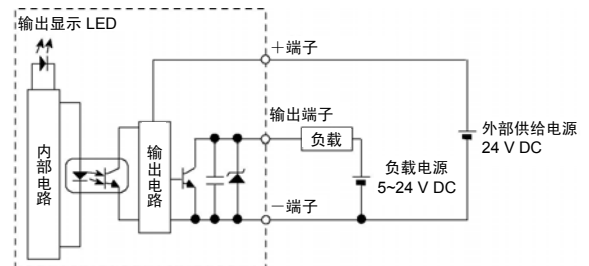 输出显示 LED
＋端子
输出端子
负载
外部供给电源
24 V DC
内部电路
输出电路
负载电源
5~24 V DC
－端子